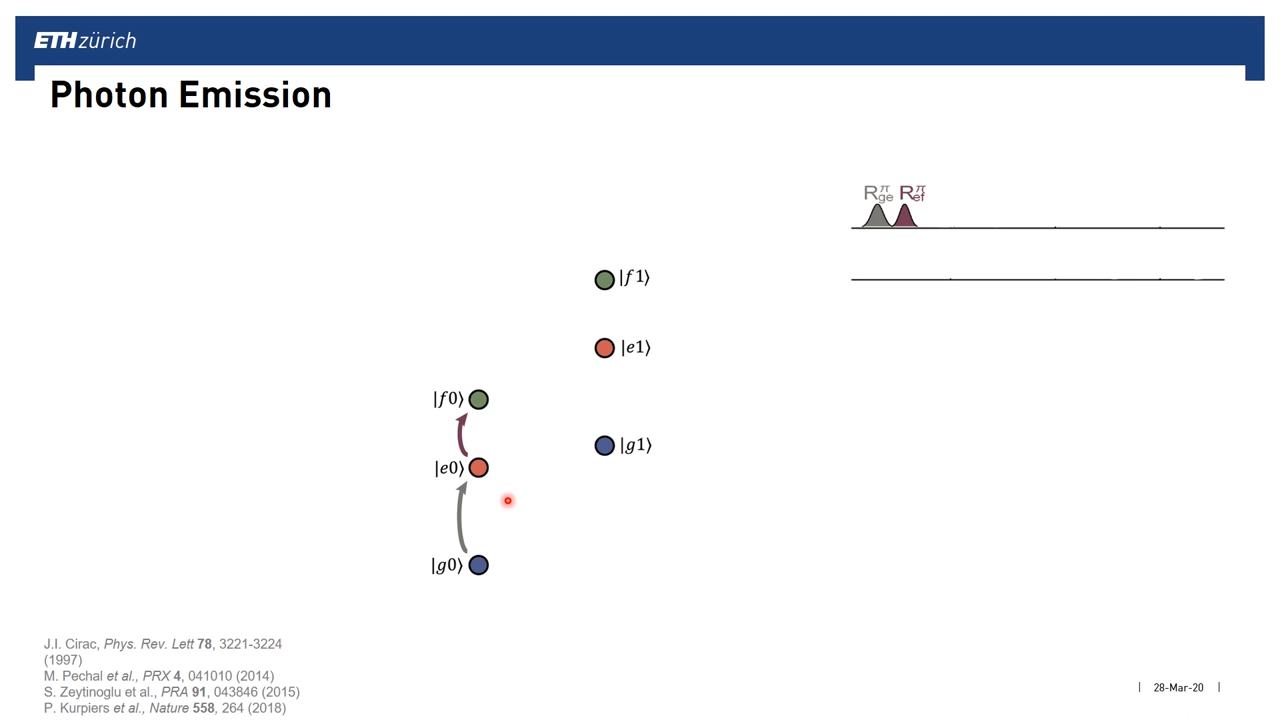 ETH zürich
Photon Emission
R^π_ge R^π_ef
|f1⟩
|e1⟩
|f0⟩
|g1⟩
|e0⟩
|g0⟩
J.I. Cirac, Phys. Rev. Lett 78, 3221-3224
(1997)
M. Pechal et al., PRX 4, 041010 (2014)
S. Zeytinoglu et al., PRA 91, 043846 (2015)
P. Kurpiers et al., Nature 558, 264 (2018)
| 28-Mar-20 |